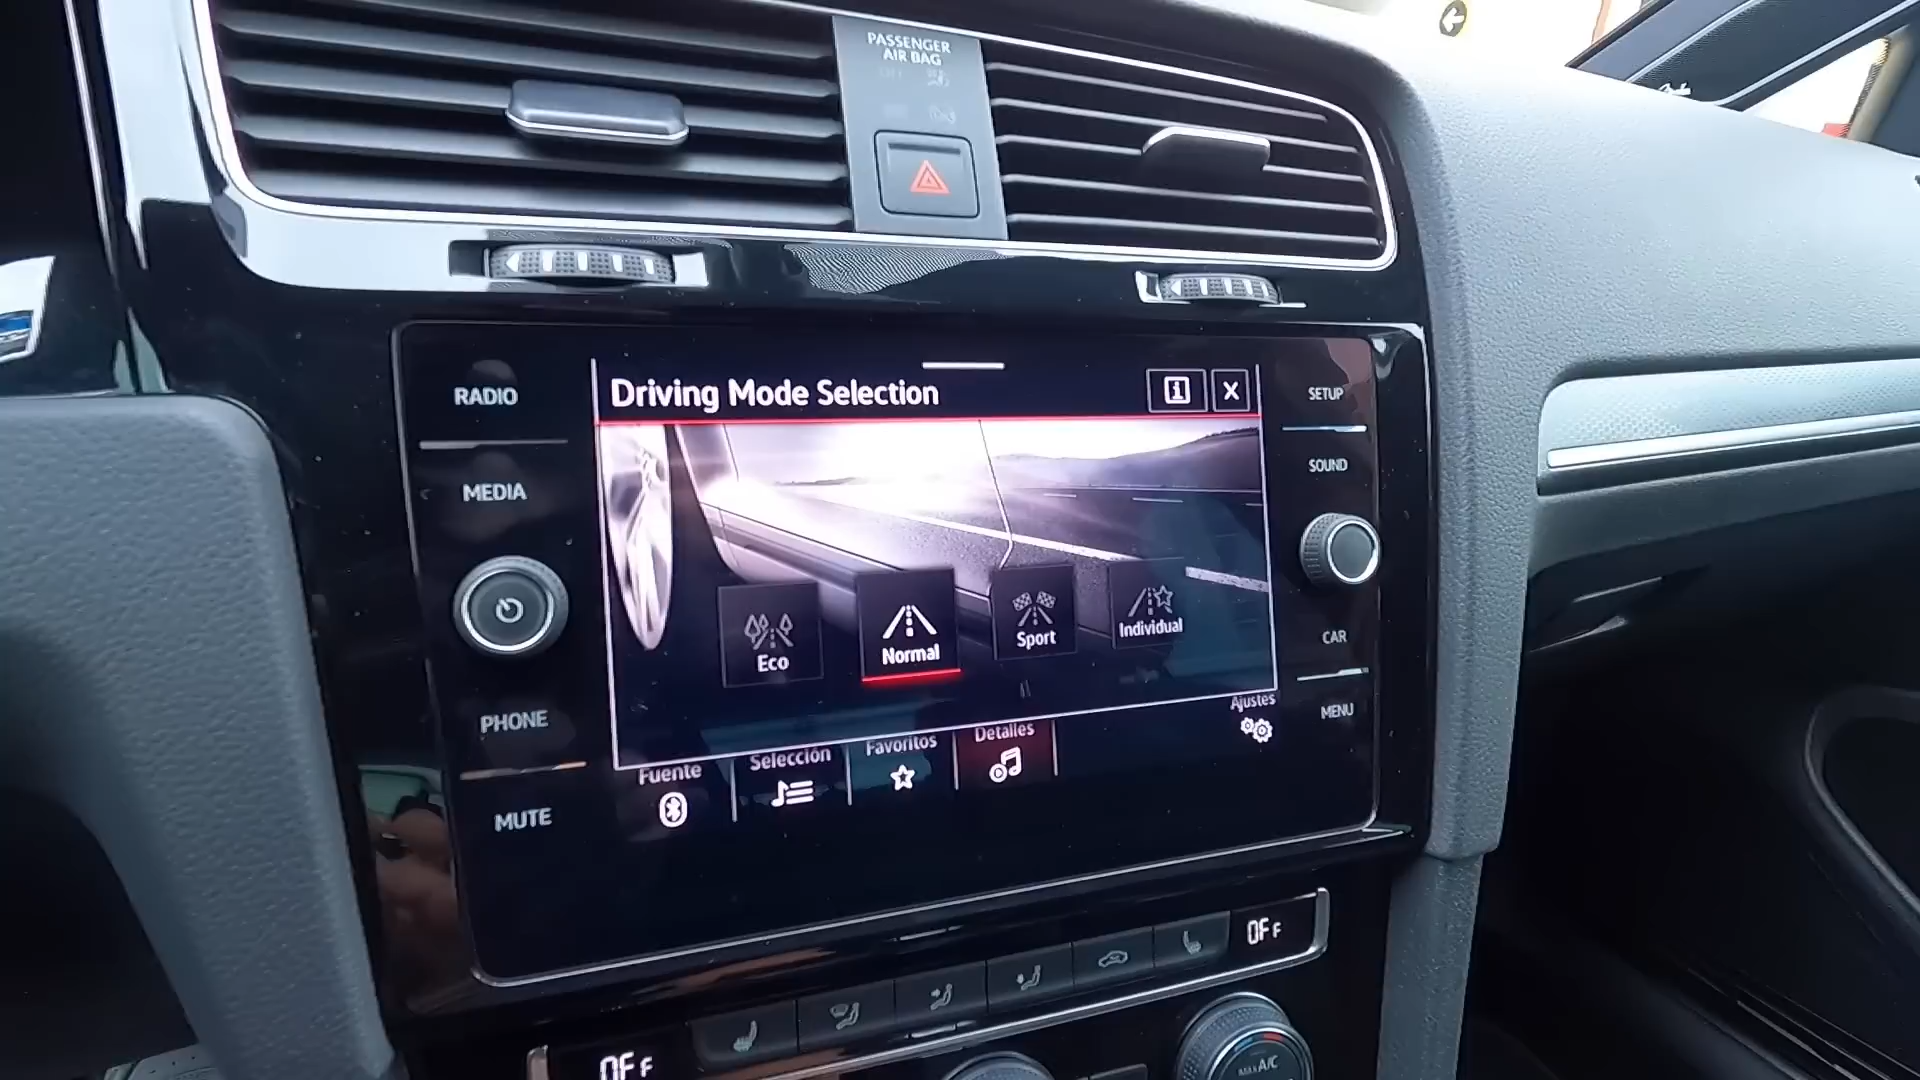 PASSENGER
AIR BAG
RADIO
MEDIA
PHONE
MUTE
Driving Mode Selection
i
X
Eco
Normal
Sport
Individual
Fuente
Selección
Favoritos
Detalles
Ajustes
SETUP
SOUND
CAR
MENU
OFF
OFF
MAX A/C